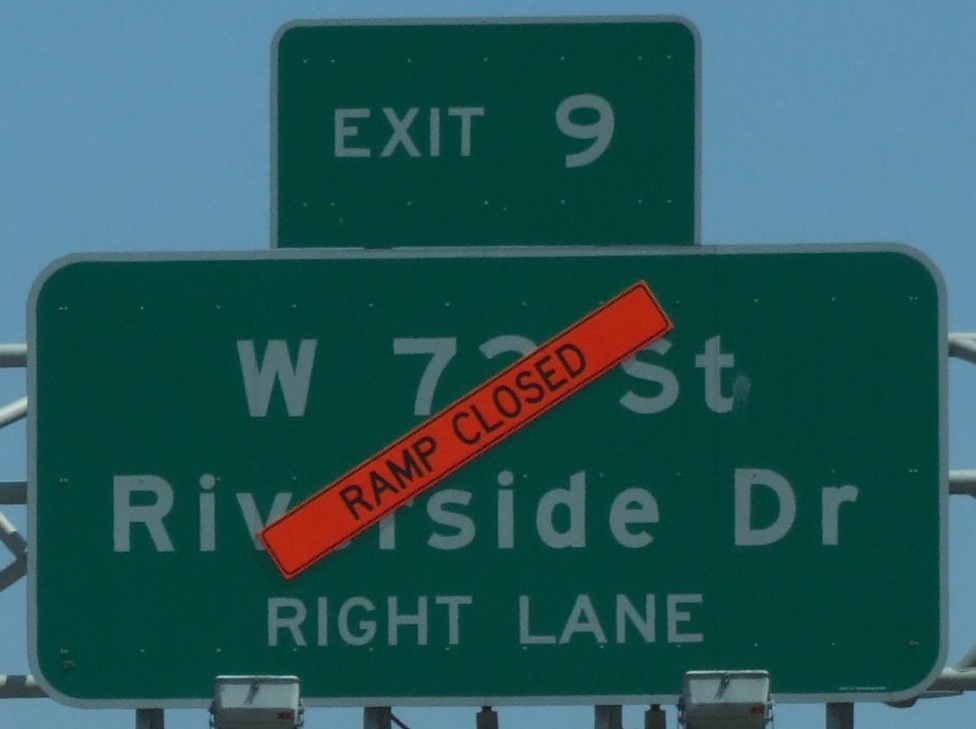 EXIT 9
W 72 St
RAMP CLOSED
Riverside Dr
RIGHT LANE